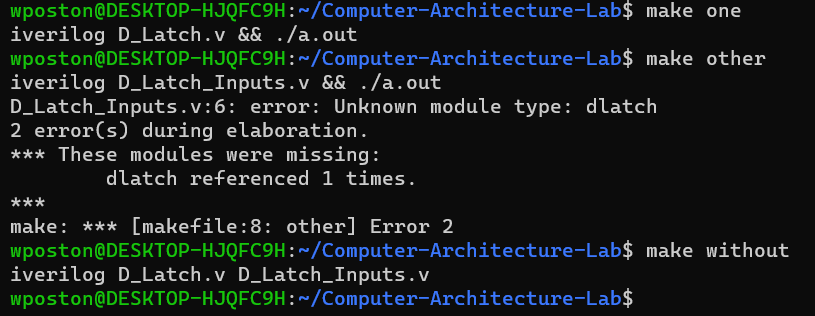 wposton@DESKTOP-HJQFC9H:~/Computer-Architecture-Lab$ make one
iverilog D_Latch.v && ./a.out
wposton@DESKTOP-HJQFC9H:~/Computer-Architecture-Lab$ make other
iverilog D_Latch_Inputs.v && ./a.out
D_Latch_Inputs.v:6: error: Unknown module type: dlatch
2 error(s) during elaboration.
*** These modules were missing:
        dlatch referenced 1 times.
***
make: *** [makefile:8: other] Error 2
wposton@DESKTOP-HJQFC9H:~/Computer-Architecture-Lab$ make without
iverilog D_Latch.v D_Latch_Inputs.v
wposton@DESKTOP-HJQFC9H:~/Computer-Architecture-Lab$